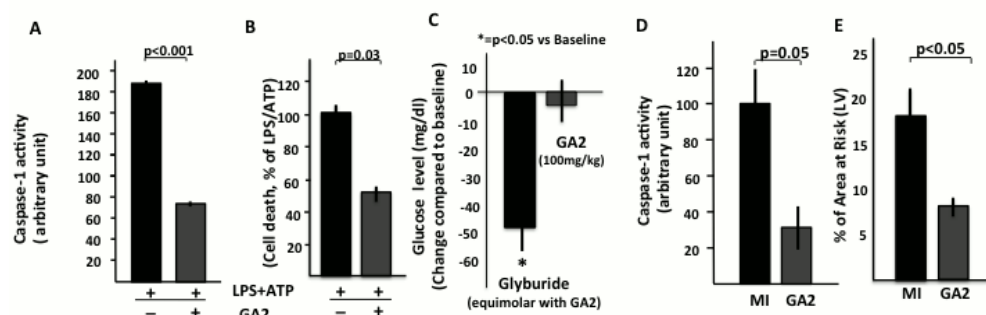 A
p<0.001
Caspase-1 activity
( arbitrary unit)
200
180
160
140
120
100
80
60
40
20
+
+
LPS+ATP
–
+
GA2
B
p=0.03
(Cell death, % of LPS/ATP)
120
100
80
60
40
20
+
+
–
+
C
*=p<0.05 vs Baseline
Glucose level (mg/dl)
(Change compared to baseline)
10
0
-10
-20
-30
-40
-50
-60
GA2
(100mg/kg)
*
Glyburide
(equimolar with GA2)
D
p=0.05
Caspase-1 activity
(arbitrary unit)
120
100
80
60
40
20
MI
GA2
E
p<0.05
% of Area at Risk (LV)
20
15
10
5
MI
GA2